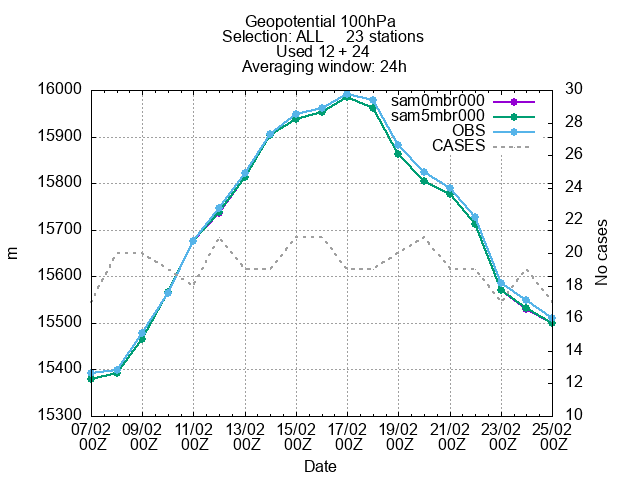 Geopotential 100hPa
Selection: ALL 23 stations
Used 12 + 24
Averaging window: 24h
sam0mbr000
sam5mbr000
OBS
CASES
16000
15900
15800
15700
15600
15500
15400
15300
m
30
28
26
24
22
20
18
16
14
12
10
No cases
07/02 09/02 11/02 13/02 15/02 17/02 19/02 21/02 23/02 25/02
00Z 00Z 00Z 00Z 00Z 00Z 00Z 00Z 00Z 00Z
Date